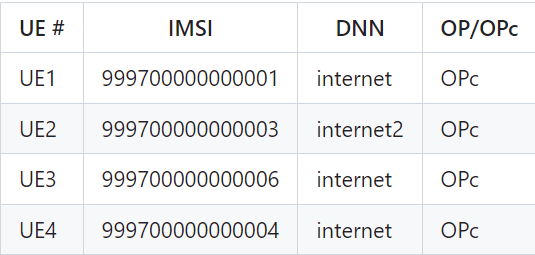 UE # IMSI DNN OP/OPc
UE1 999700000000001 internet OPc
UE2 999700000000003 internet2 OPc
UE3 999700000000006 internet OPc
UE4 999700000000004 internet OPc